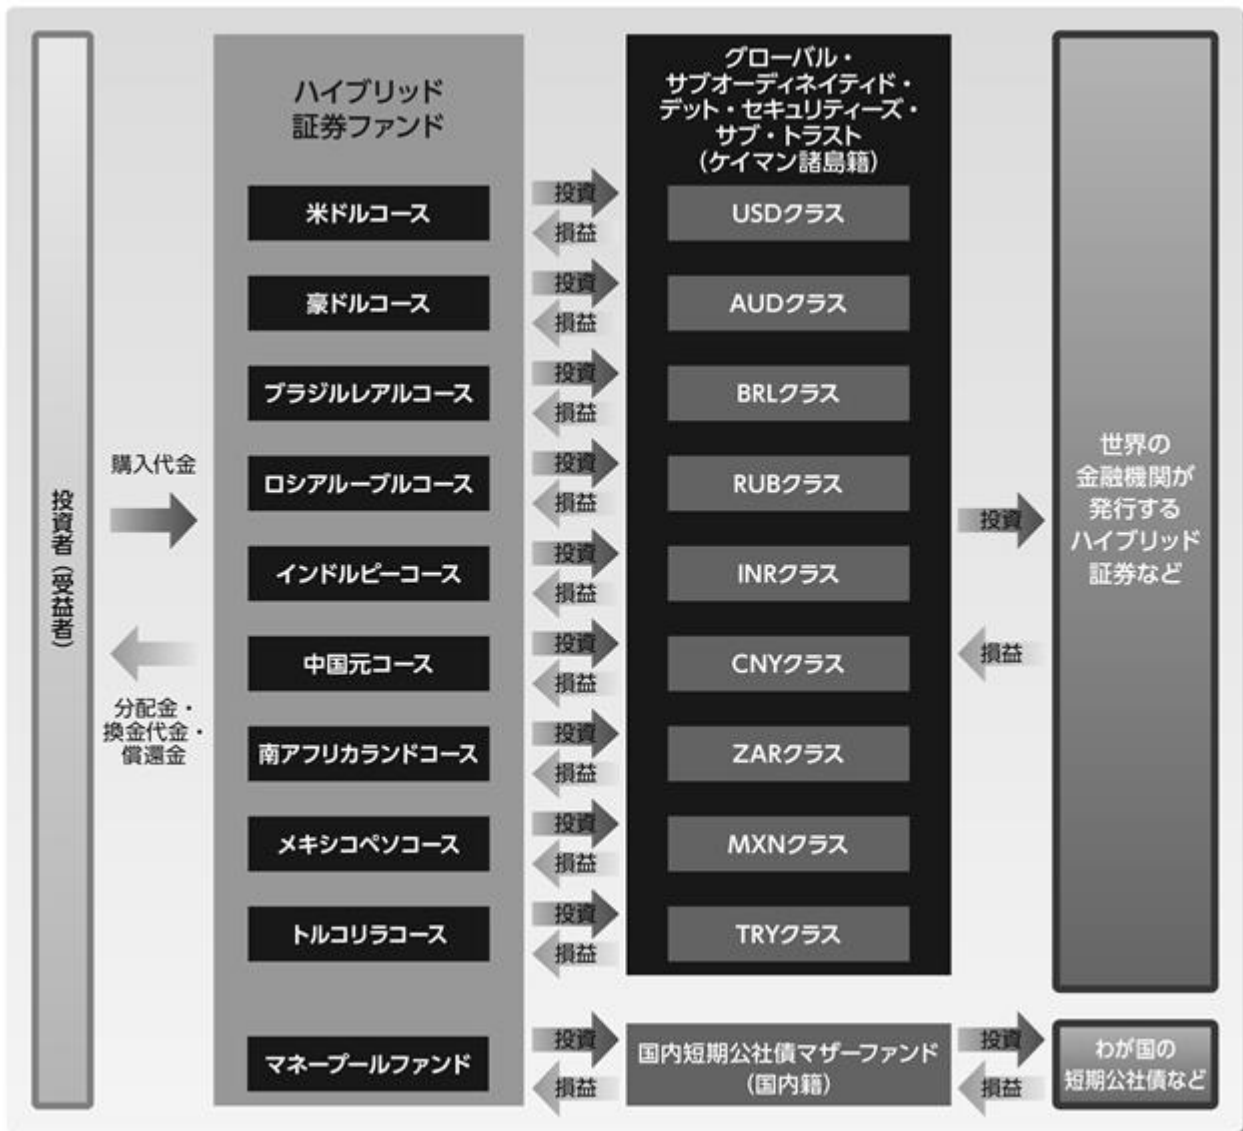 投資者（受益者）
購入代金
分配金・
換金代金・
償還金
ハイブリッド
証券ファンド
グローバル・
サブオーディネイティド・
デット・セキュリティーズ・
サブ・トラスト
（ケイマン諸島籍）
米ドルコース
投資
損益
USDクラス
豪ドルコース
投資
損益
AUDクラス
ブラジルレアルコース
投資
損益
BRLクラス
ロシアルーブルコース
投資
損益
RUBクラス
インドルピーコース
投資
損益
INRクラス
中国元コース
投資
損益
CNYクラス
南アフリカランドコース
投資
損益
ZARクラス
メキシコペソコース
投資
損益
MXNクラス
トルコリラコース
投資
損益
TRYクラス
投資
損益
世界の
金融機関が
発行する
ハイブリッド
証券など
マネープールファンド
投資
損益
国内短期公社債マザーファンド
（国内籍）
投資
損益
わが国の
短期公社債など